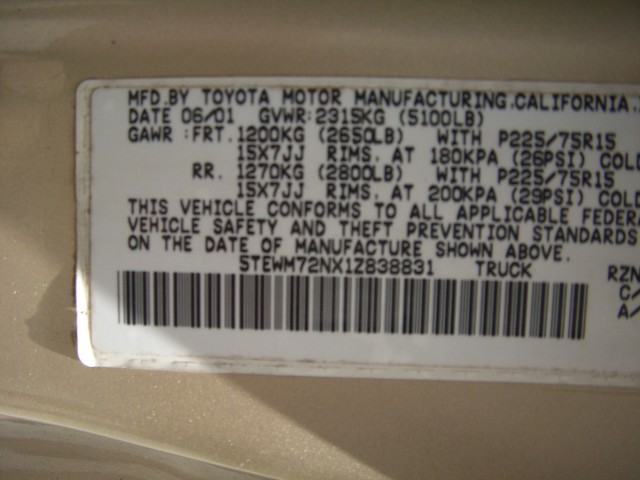 MFD.BY TOYOTA MOTOR MANUFACTURING.CALIFORNIA.
DATE 06/01 GVWR:2315KG (5100LB)
GAWR :FRT.1200KG (2650LB) WITH P225/75R15
15X7JJ RIMS. AT 180KPA (26PSI) COLD
RR. 1270KG (2800LB) WITH P225/75R15
15X7JJ RIMS. AT 200KPA (29PSI) COLD
THIS VEHICLE CONFORMS TO ALL APPLICABLE FEDER
VEHICLE SAFETY AND THEFT PREVENTION STANDARDS
ON THE DATE OF MANUFACTURE SHOWN ABOVE.
5TEWM72NX1Z838831 TRUCK RZN
C/
A/